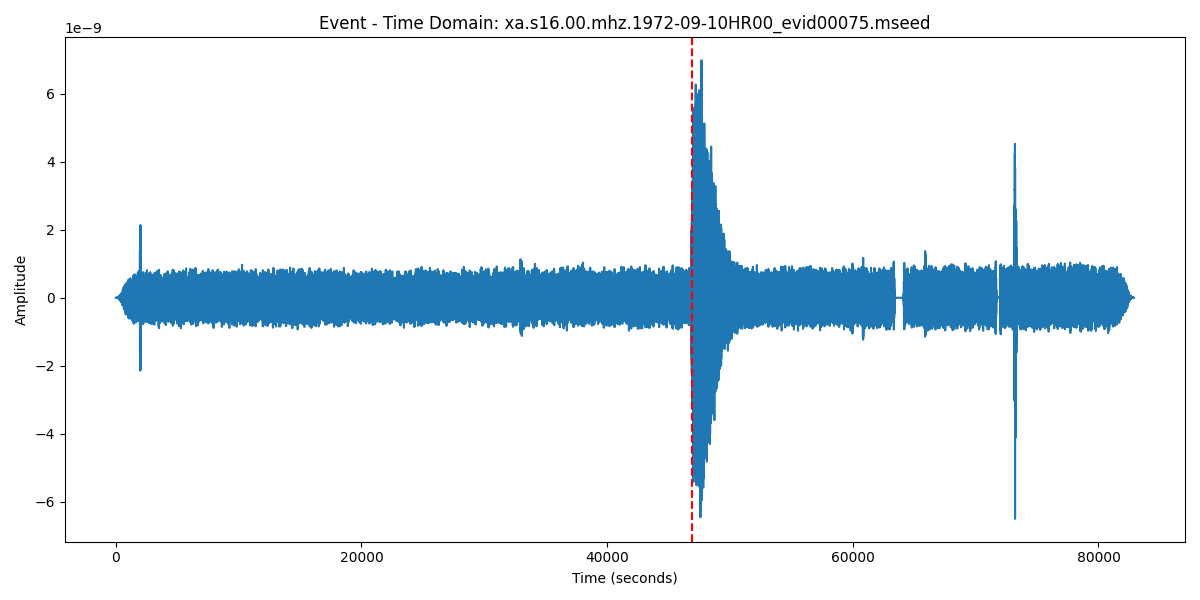 Event - Time Domain: xa.s16.00.mhz.1972-09-10HR00_evid00075.mseed
1e−9
6
4
2
0
−2
−4
−6
Amplitude
0 20000 40000 60000 80000
Time (seconds)